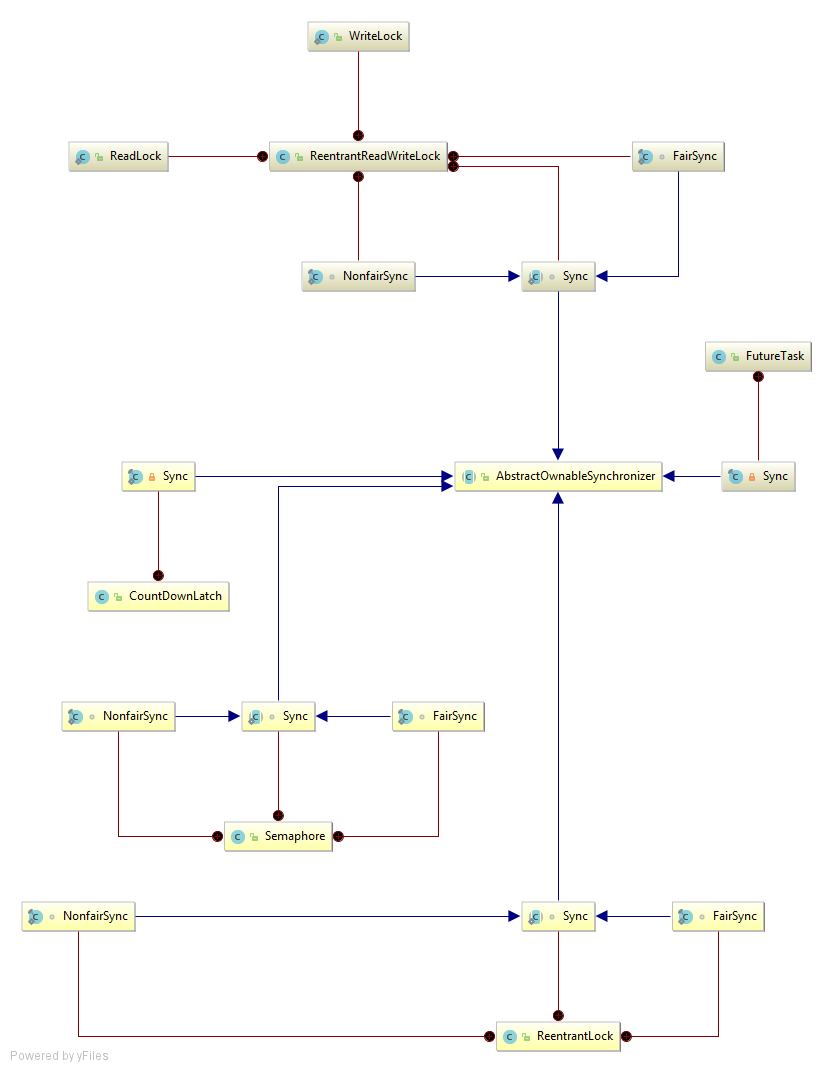 WriteLock
ReadLock
ReentrantReadWriteLock
FairSync
NonfairSync
Sync
FutureTask
Sync
AbstractOwnableSynchronizer
Sync
CountDownLatch
NonfairSync
Sync
FairSync
Semaphore
NonfairSync
Sync
FairSync
ReentrantLock
Powered by yFiles